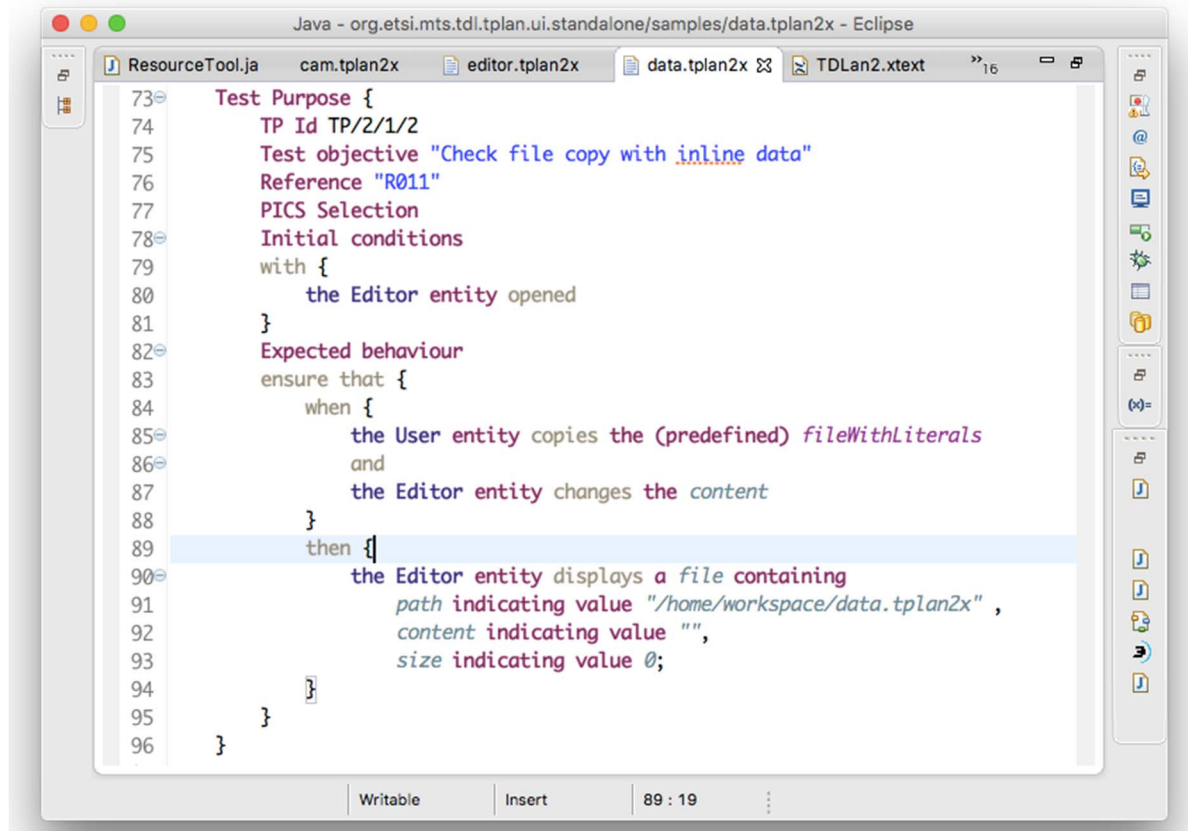 Java - org.etsi.mts.tdl.tplan.ui.standalone/samples/data.tplan2x - Eclipse
ResourceTool.ja cam.tplan2x editor.tplan2x data.tplan2x TDLan2.xtext »16
73 Test Purpose {
74 TP Id TP/2/1/2
75 Test objective "Check file copy with inline data"
76 Reference "R011"
77 PICS Selection
78 Initial conditions
79 with {
80 the Editor entity opened
81 }
82 Expected behaviour
83 ensure that {
84 when {
85 the User entity copies the (predefined) fileWithLiterals
86 and
87 the Editor entity changes the content
88 }
89 then {
90 the Editor entity displays a file containing
91 path indicating value "/home/workspace/data.tplan2x" ,
92 content indicating value "",
93 size indicating value 0;
94 }
95 }
96 }
Writable Insert 89 : 19
(x)=